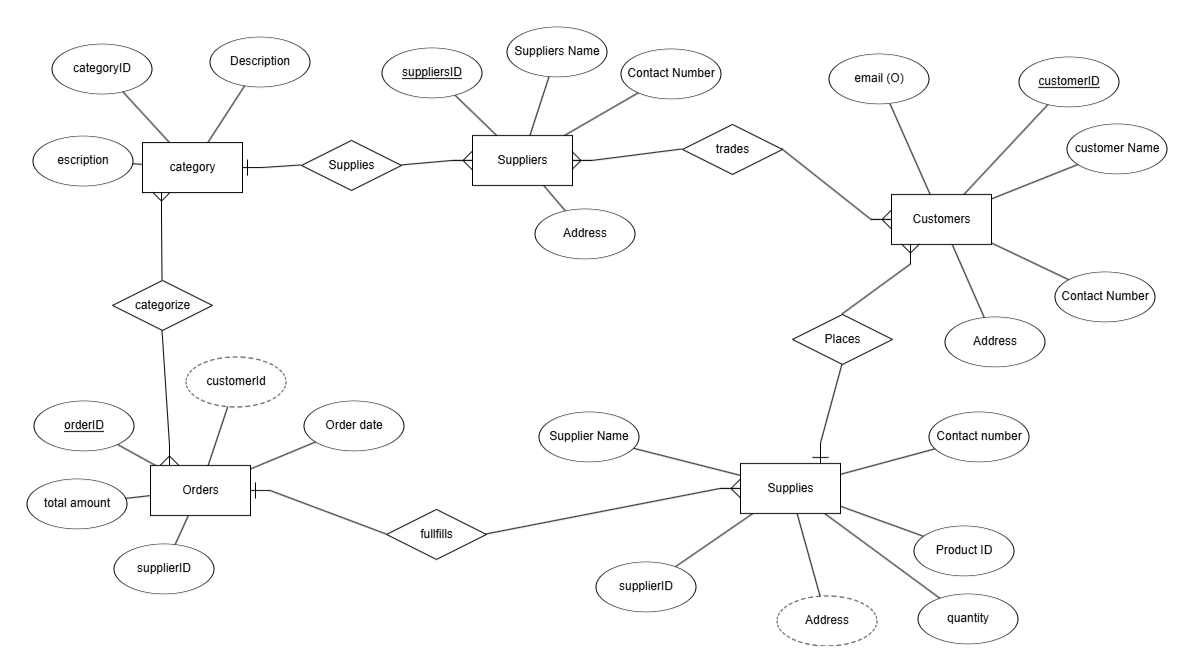 categoryID
Description
escription
category
Supplies
suppliersID
Suppliers Name
Contact Number
Suppliers
Address
trades
email (O)
customerID
customer Name
Customers
Contact Number
Address
Places
categorize
customerId
orderID
Order date
Orders
total amount
supplierID
fullfills
Supplier Name
Contact number
Supplies
Product ID
supplierID
Address
quantity